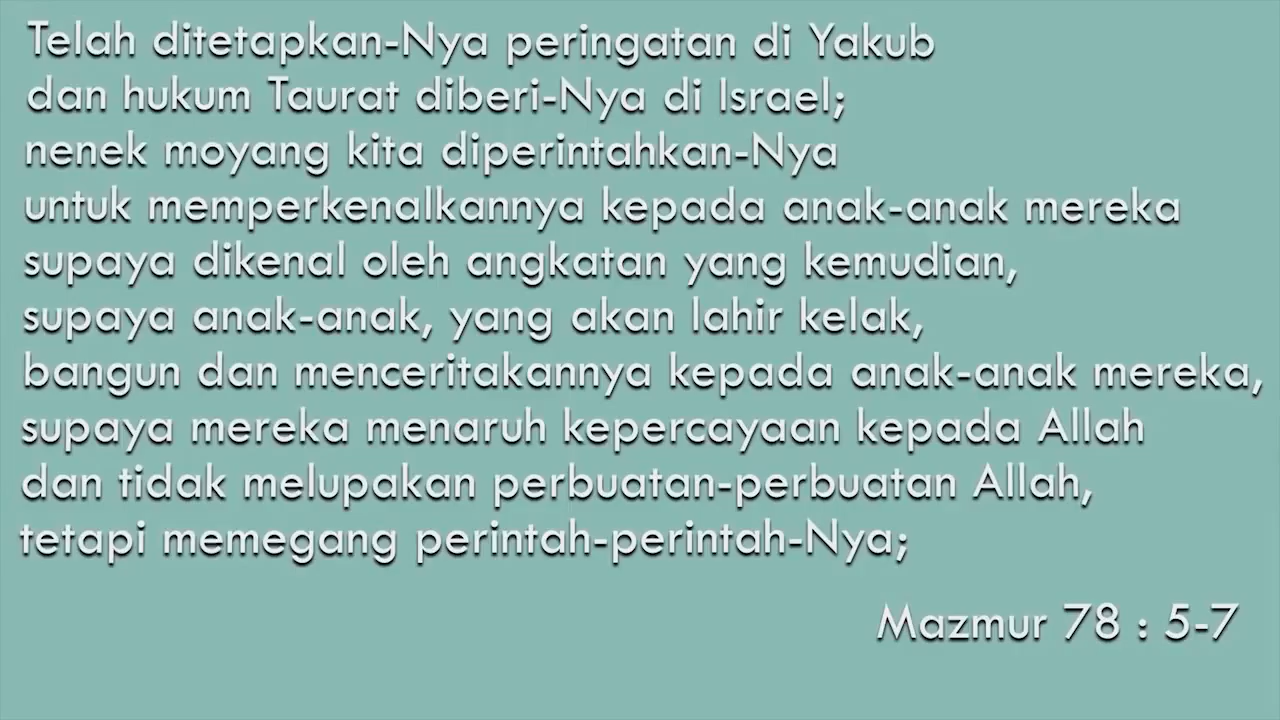 Telah ditetapkan-Nya peringatan di Yakub
dan hukum Taurat diberi-Nya di Israel;
nenek moyang kita diperintahkan-Nya
untuk memperkenalkannya kepada anak-anak mereka
supaya dikenal oleh angkatan yang kemudian,
supaya anak-anak, yang akan lahir kelak,
bangun dan menceritakannya kepada anak-anak mereka,
supaya mereka menaruh kepercayaan kepada Allah
dan tidak melupakan perbuatan-perbuatan Allah,
tetapi memegang perintah-perintah-Nya;
Mazmur 78 : 5-7